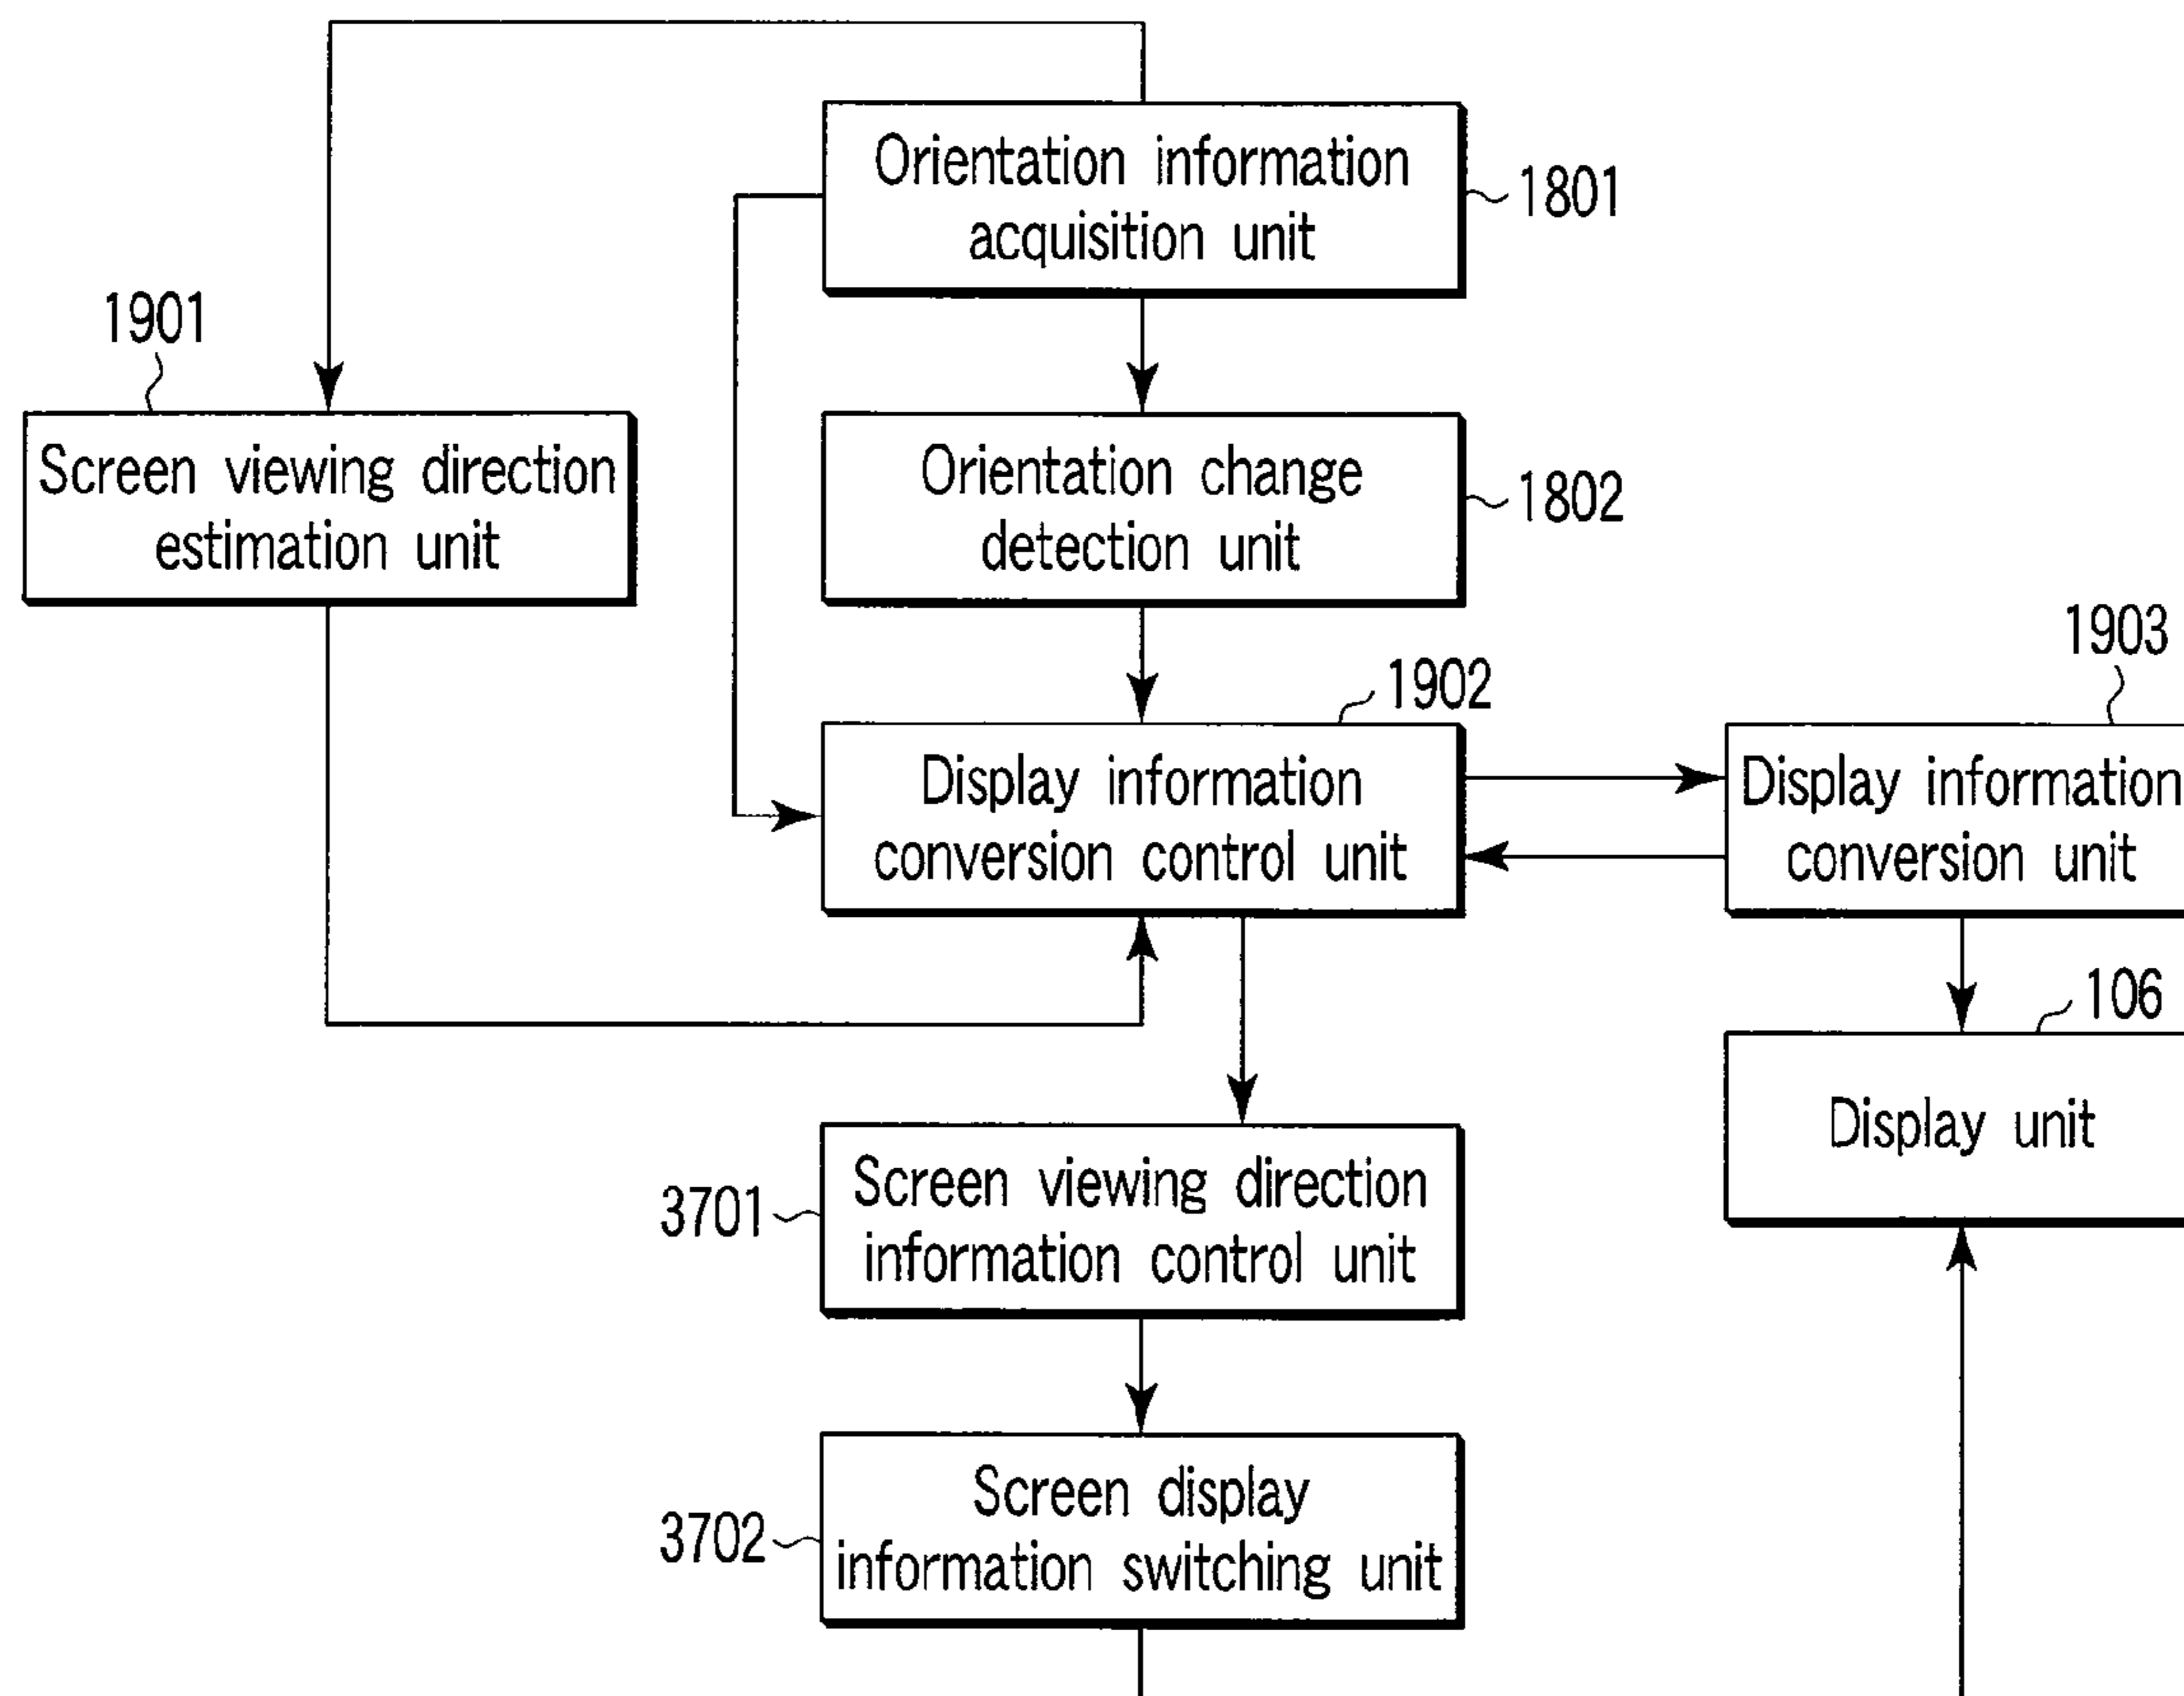 Orientation information
acquisition unit
1801
1901
Screen viewing direction
estimation unit
Orientation change
detection unit
1802
1902
1903
Display information
conversion control unit
Display information
conversion unit
106
Display unit
3701
Screen viewing direction
information control unit
3702
Screen display
information switching unit